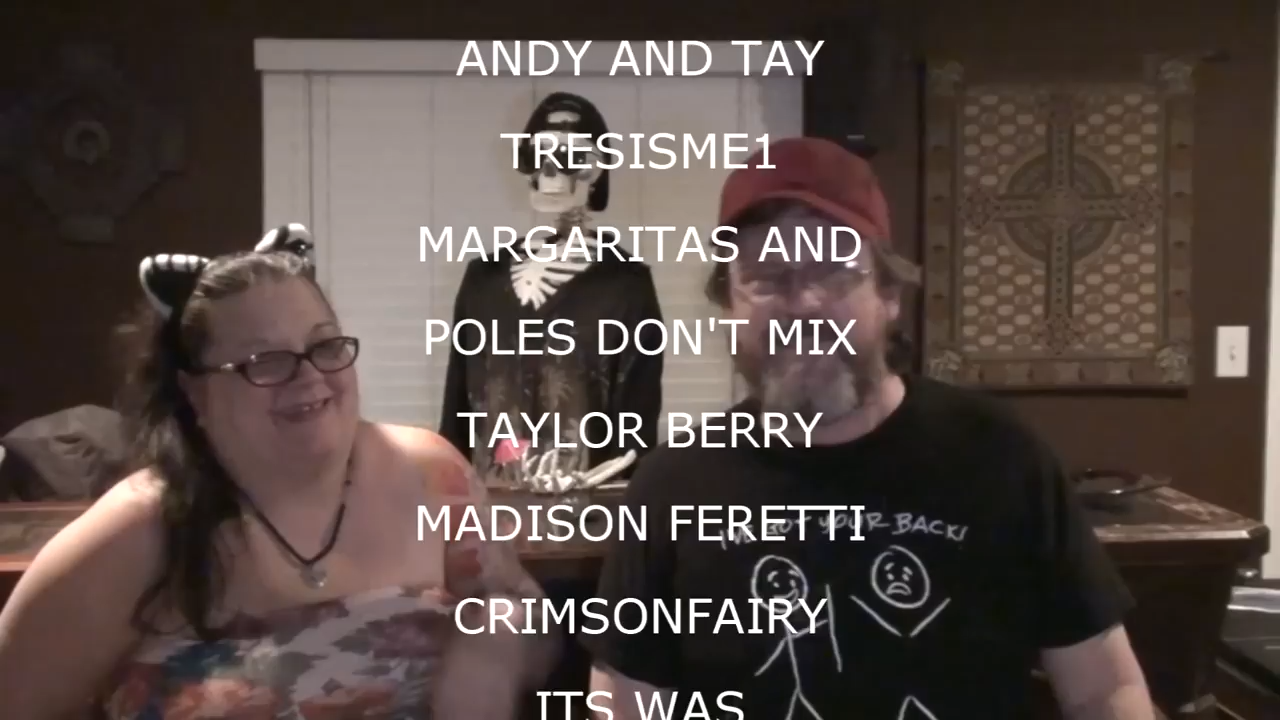 ANDY AND TAY
TRESISME1
MARGARITAS AND
POLES DON'T MIX
TAYLOR BERRY
MADISON FERETTI
I'VE GOT YOUR BACK!
CRIMSONFAIRY
ITS WAS